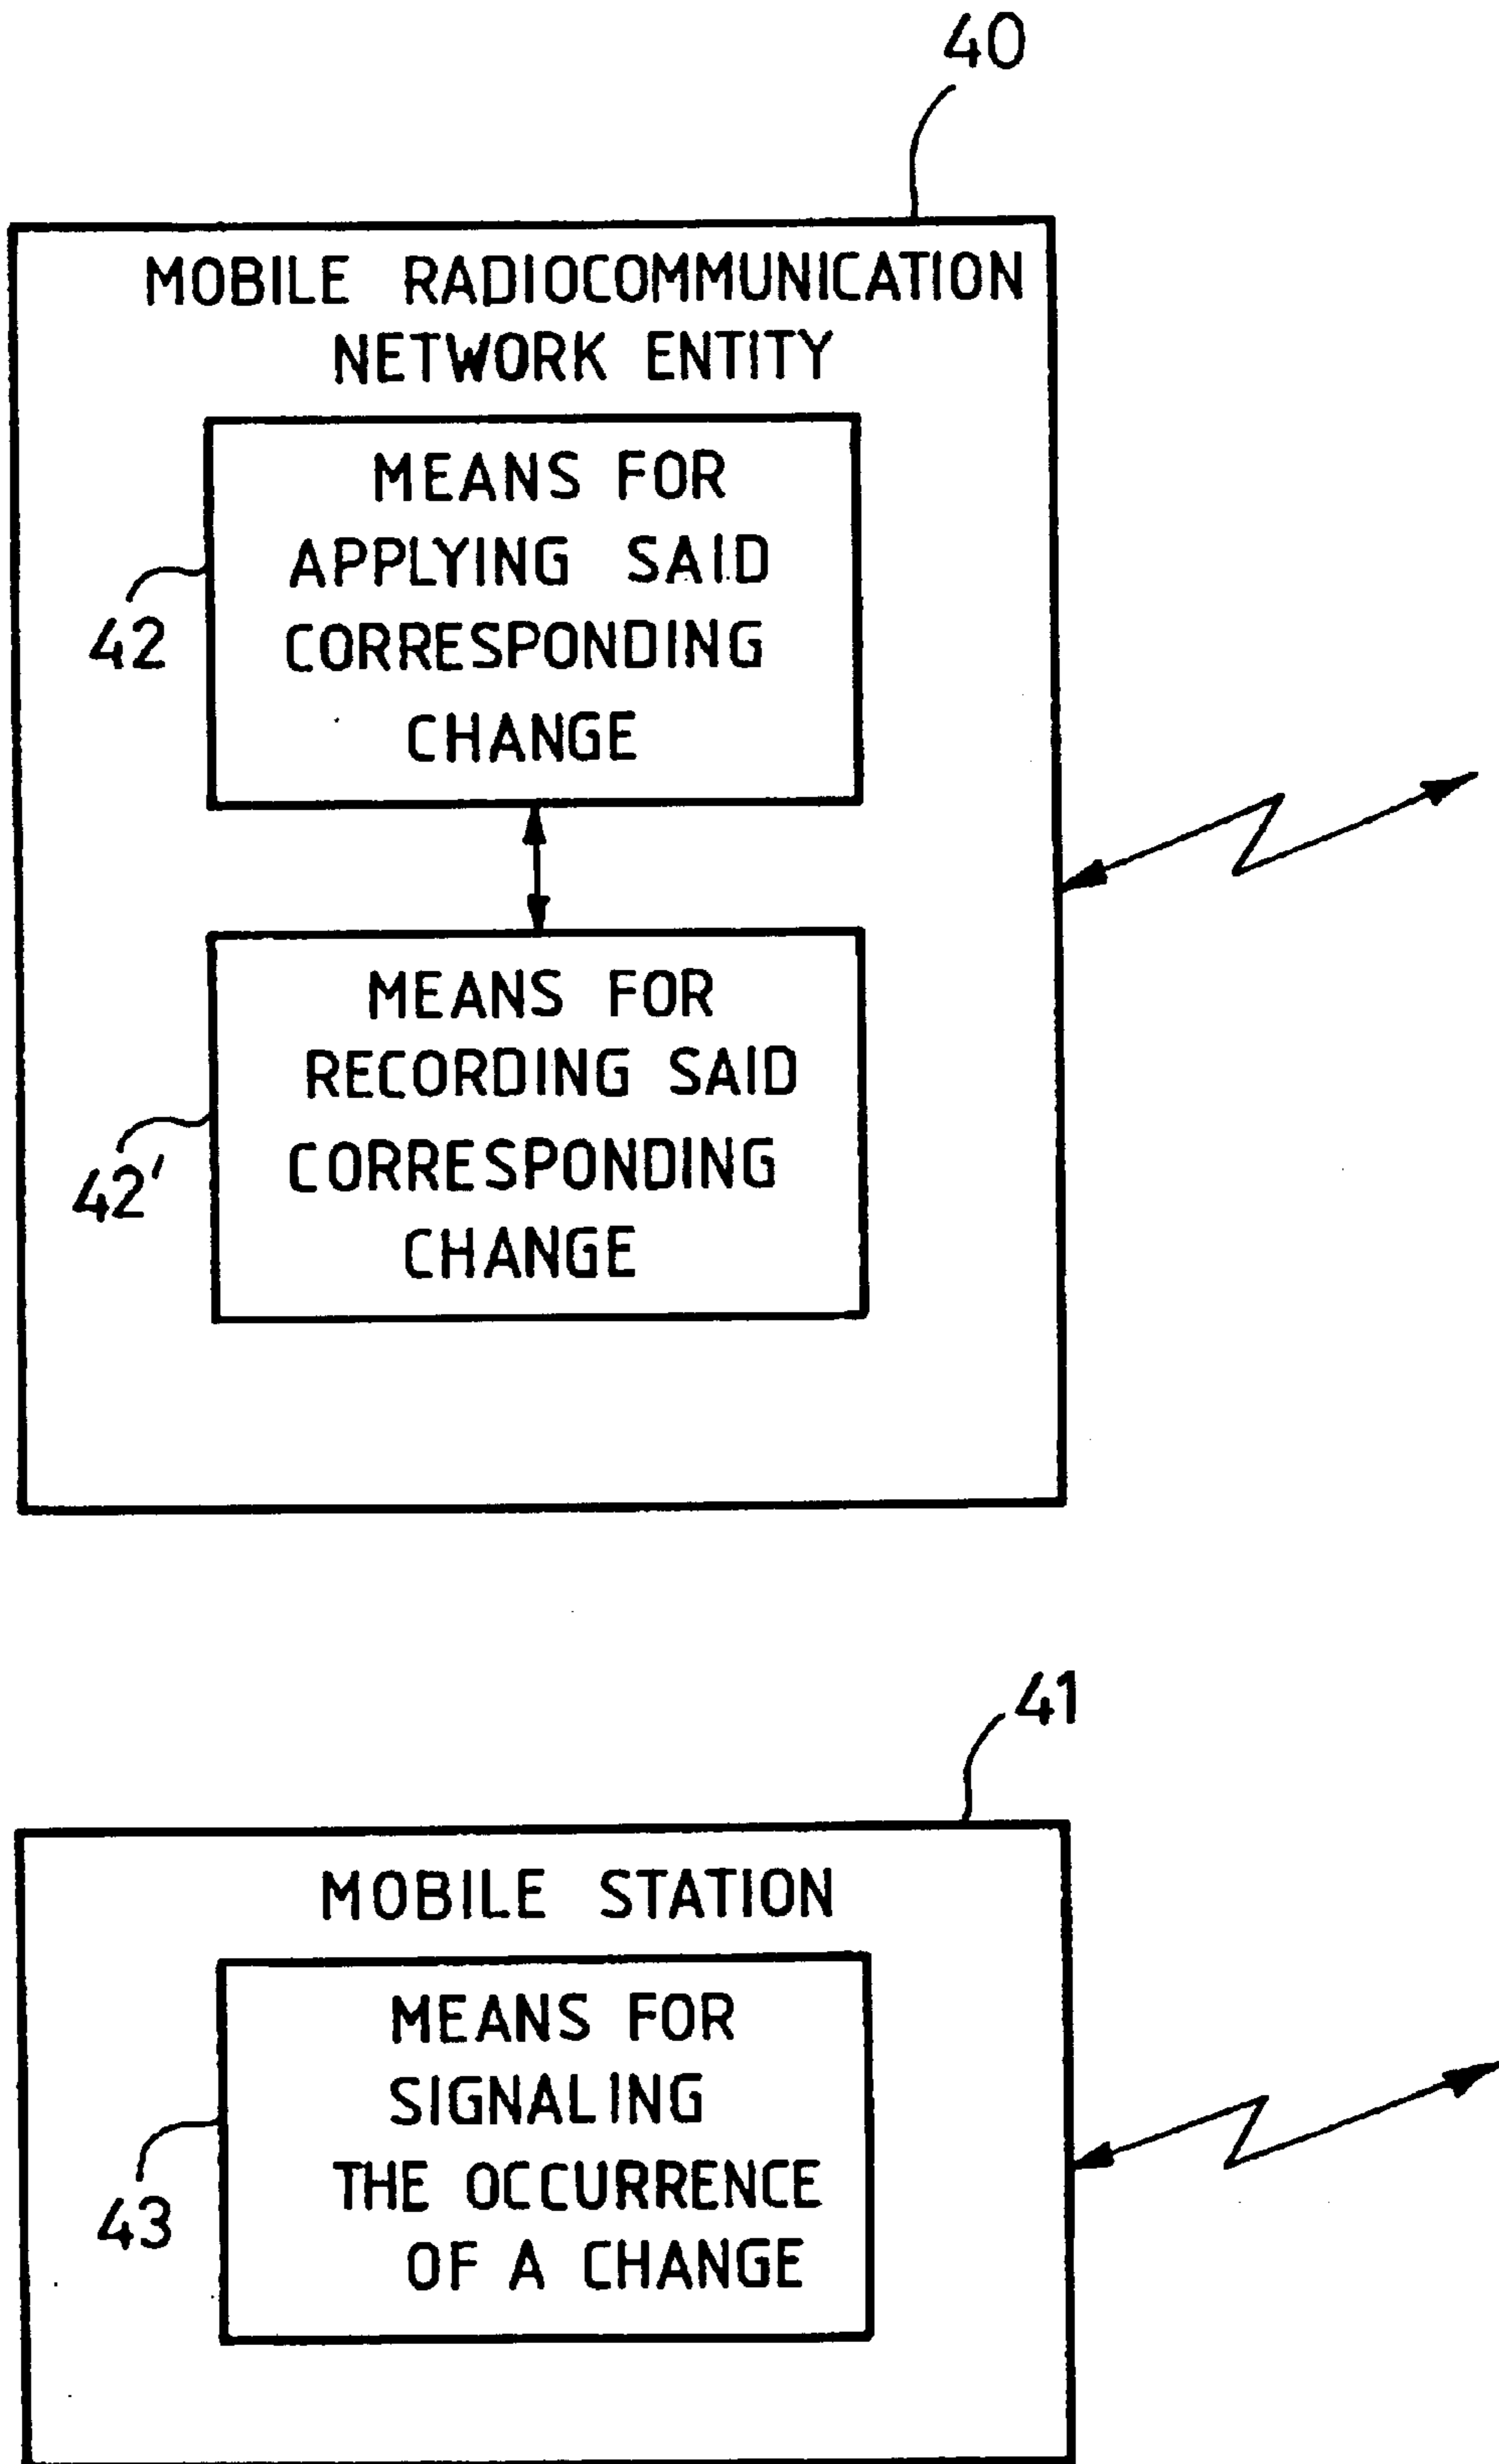 40
MOBILE RADIOCOMMUNICATION
NETWORK ENTITY
MEANS FOR
APPLYING SAID
CORRESPONDING
CHANGE
42
MEANS FOR
RECORDING SAID
CORRESPONDING
CHANGE
42'
41
MOBILE STATION
MEANS FOR
SIGNALING
THE OCCURRENCE
OF A CHANGE
43